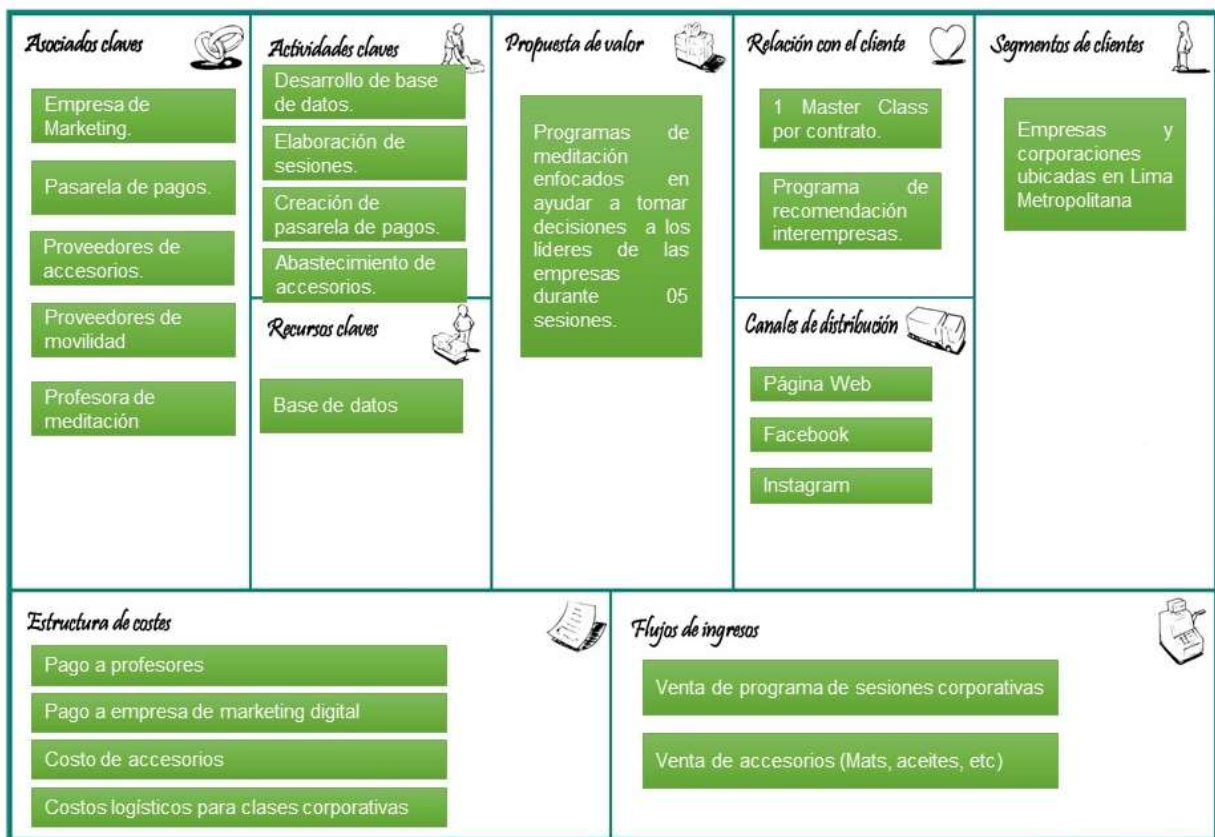 Asociados claves
Empresa de
Marketing.
Pasarela de pagos.
Proveedores de
accesorios.
Proveedores de
movilidad
Profesora de
meditación
Actividades claves
Desarrollo de base
de datos.
Elaboración de
sesiones.
Creación de
pasarela de pagos.
Abastecimiento de
accesorios.
Recursos claves
Base de datos
Propuesta de valor
Programas de
meditación
enfocados en
ayudar a tomar
decisiones a los
líderes de las
empresas
durante 05
sesiones.
Relación con el cliente
1 Master Class
por contrato.
Programa de
recomendación
interempresas.
Canales de distribución
Página Web
Facebook
Instagram
Segmentos de clientes
Empresas y
corporaciones
ubicadas en Lima
Metropolitana
Estructura de costes
Pago a profesores
Pago a empresa de marketing digital
Costo de accesorios
Costos logísticos para clases corporativas
Flujos de ingresos
Venta de programa de sesiones corporativas
Venta de accesorios (Mats, aceites, etc)